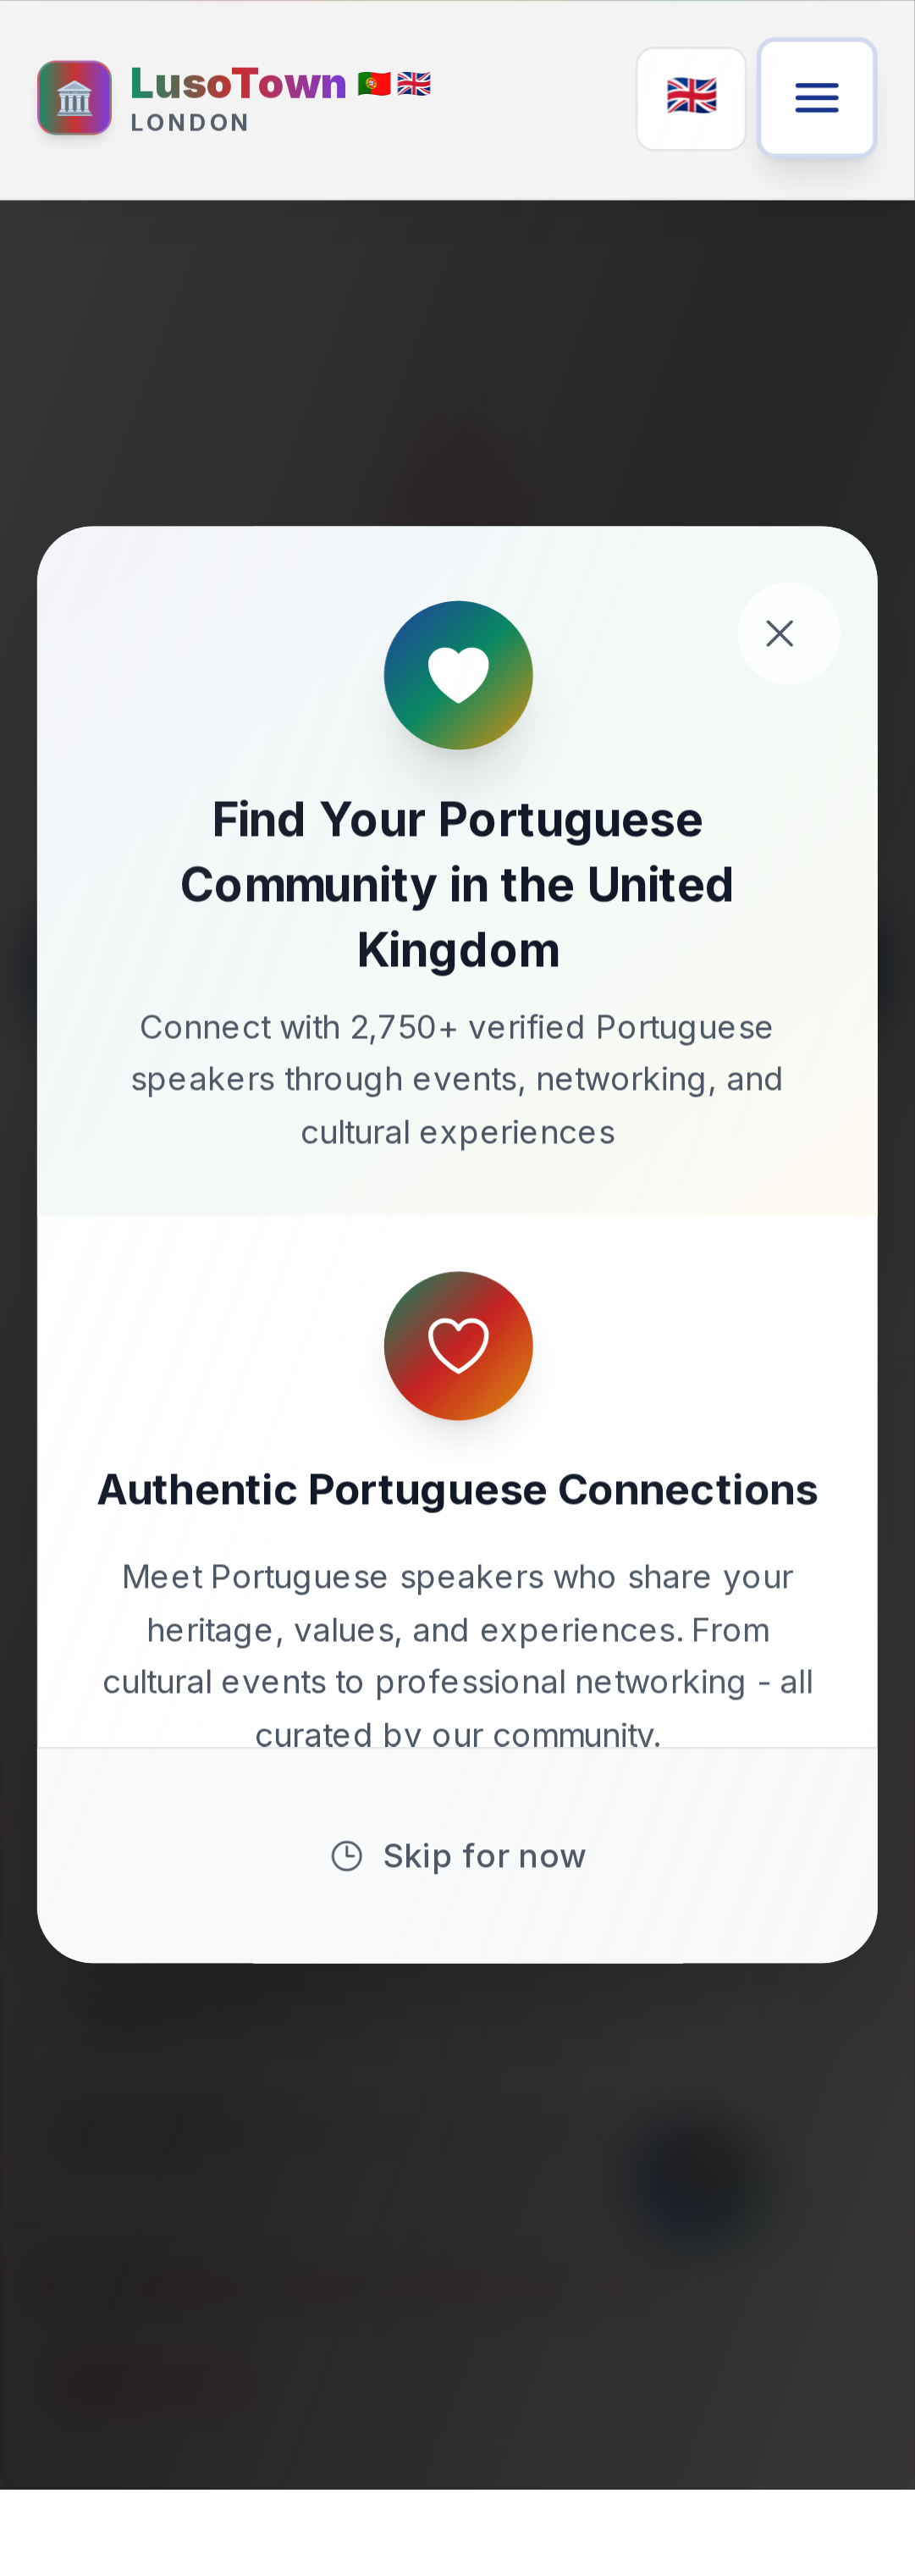 LusoTown
LONDON
Find Your Portuguese
Community in the United
Kingdom
Connect with 2,750+ verified Portuguese
speakers through events, networking, and
cultural experiences
Authentic Portuguese Connections
Meet Portuguese speakers who share your
heritage, values, and experiences. From
cultural events to professional networking - all
curated by our community.
Skip for now